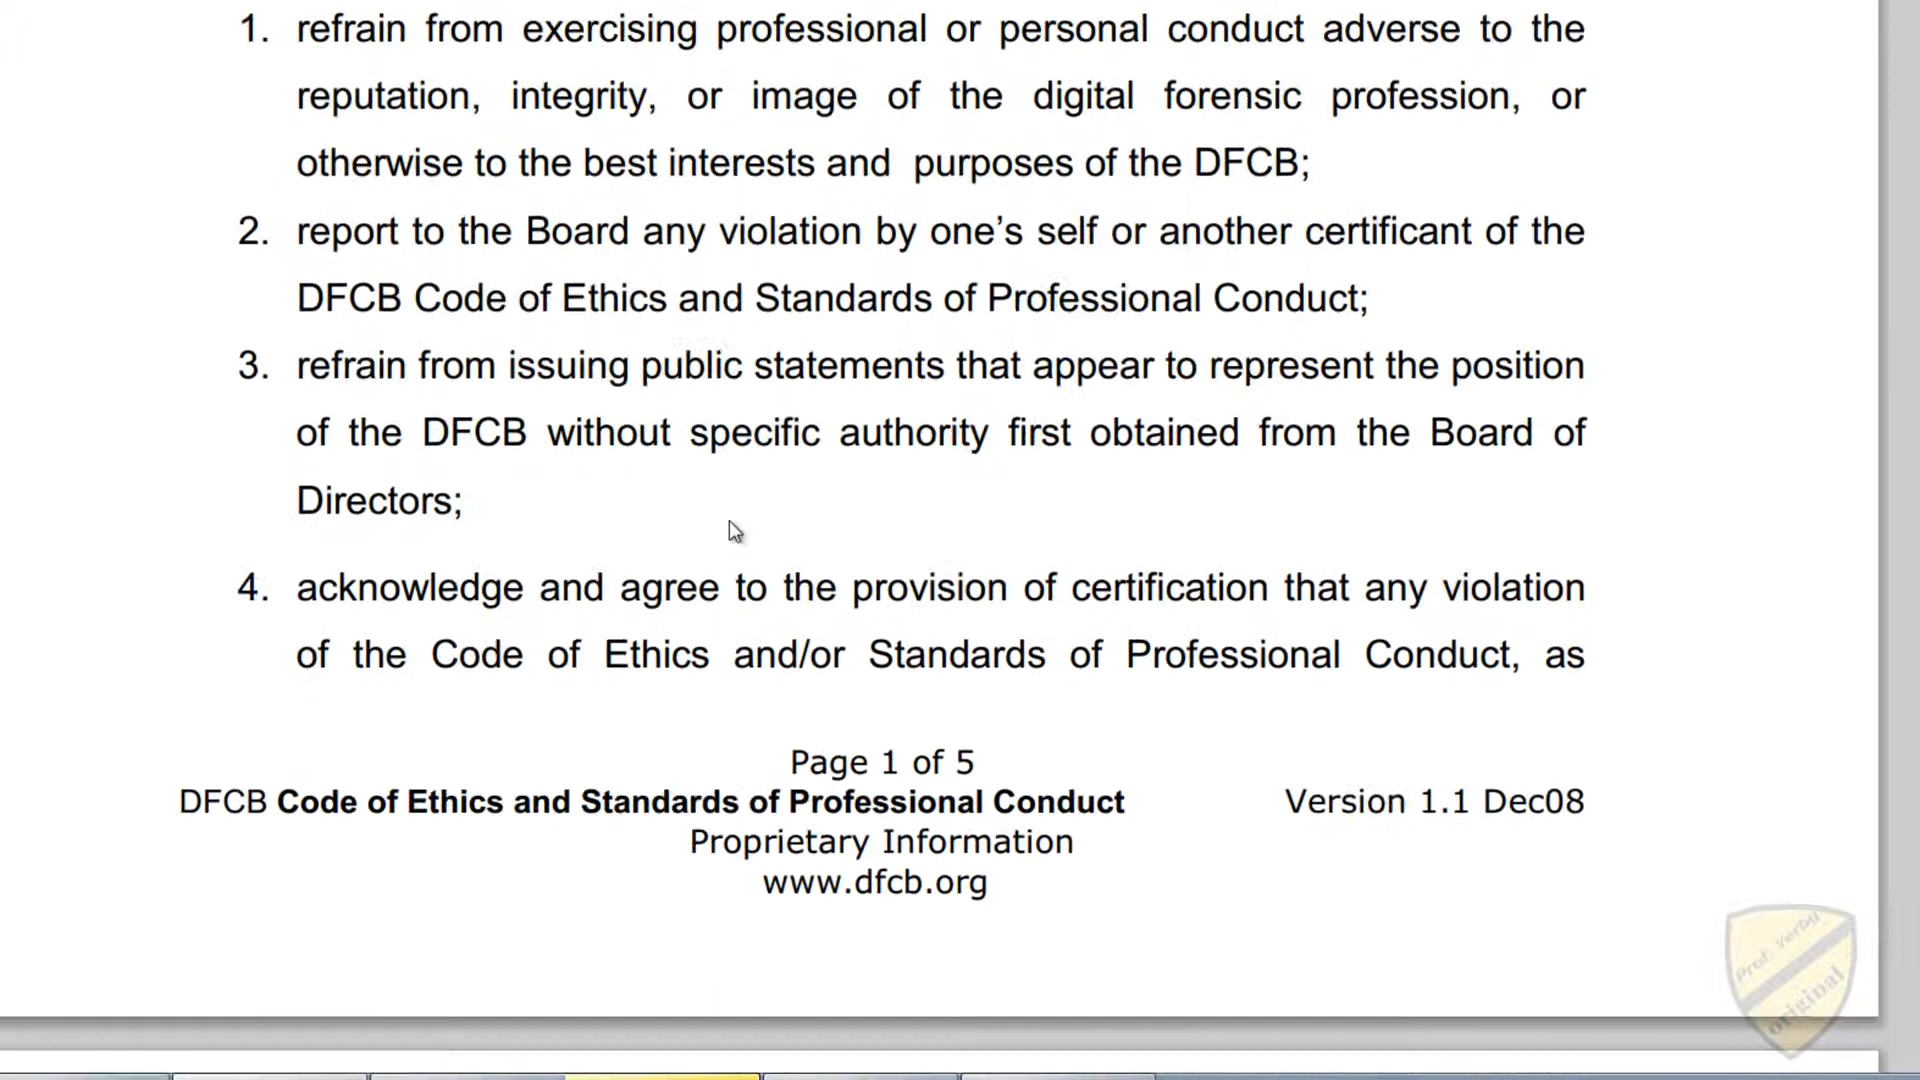 1. refrain from exercising professional or personal conduct adverse to the
reputation, integrity, or image of the digital forensic profession, or
otherwise to the best interests and purposes of the DFCB;
2. report to the Board any violation by one’s self or another certificant of the
DFCB Code of Ethics and Standards of Professional Conduct;
3. refrain from issuing public statements that appear to represent the position
of the DFCB without specific authority first obtained from the Board of
Directors;
4. acknowledge and agree to the provision of certification that any violation
of the Code of Ethics and/or Standards of Professional Conduct, as
Page 1 of 5
DFCB Code of Ethics and Standards of Professional Conduct Version 1.1 Dec08
Proprietary Information
www.dfcb.org
Prof. Yerby
original